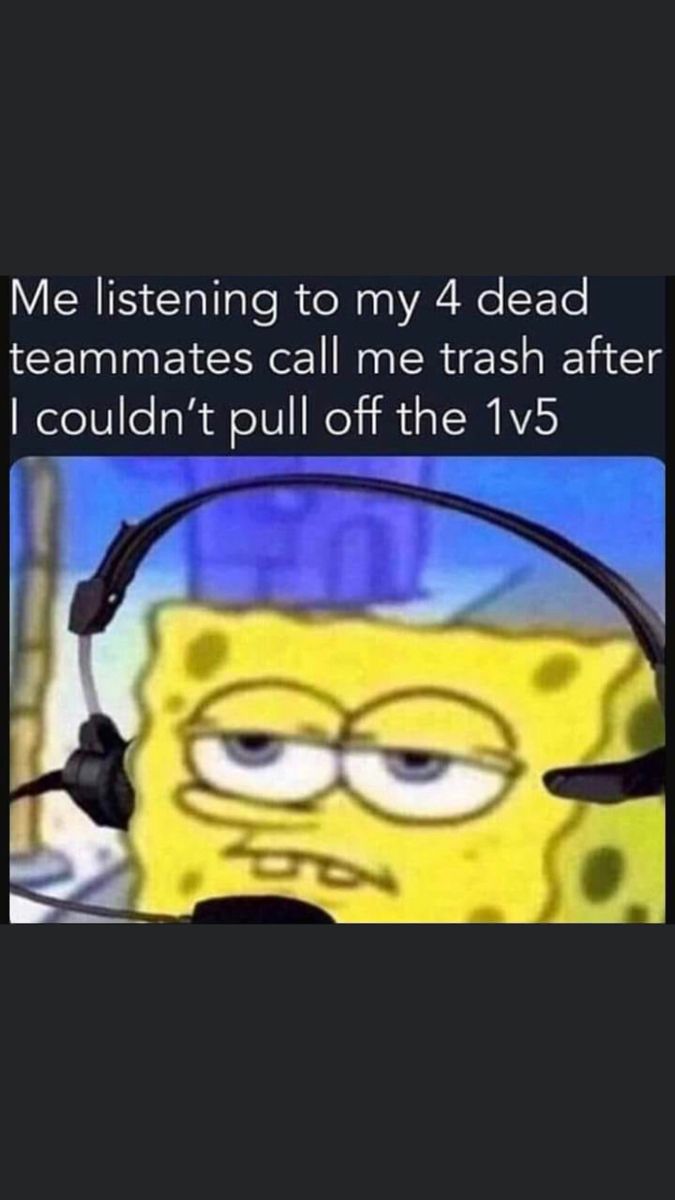 Me listening to my 4 dead
teammates call me trash after
I couldn't pull off the 1v5